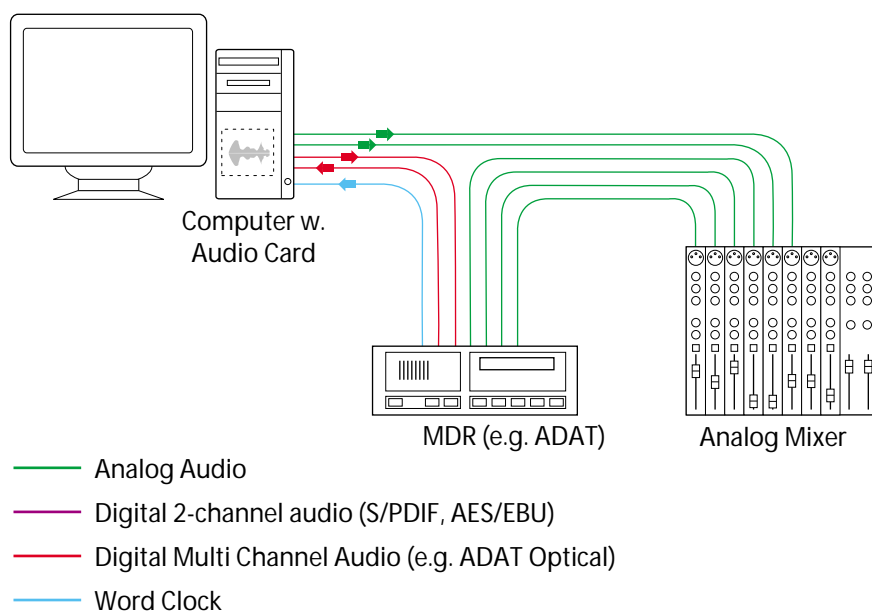 Computer w.
Audio Card
MDR (e.g. ADAT)
Analog Mixer
Analog Audio
Digital 2-channel audio (S/PDIF, AES/EBU)
Digital Multi Channel Audio (e.g. ADAT Optical)
Word Clock